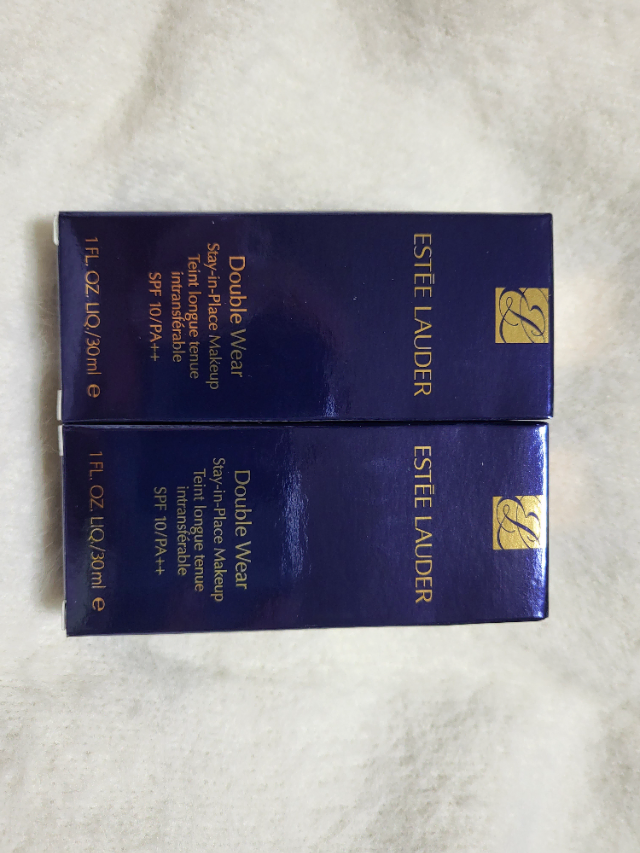 ESTĒE LAUDER
Double Wear
Stay-in-Place Makeup
Teint longue tenue
intransférable
SPF 10/PA++
1 FL. OZ. LIQ./30ml e
ESTĒE LAUDER
Double Wear
Stay-in-Place Makeup
Teint longue tenue
intransférable
SPF 10/PA++
1 FL. OZ. LIQ./30ml e